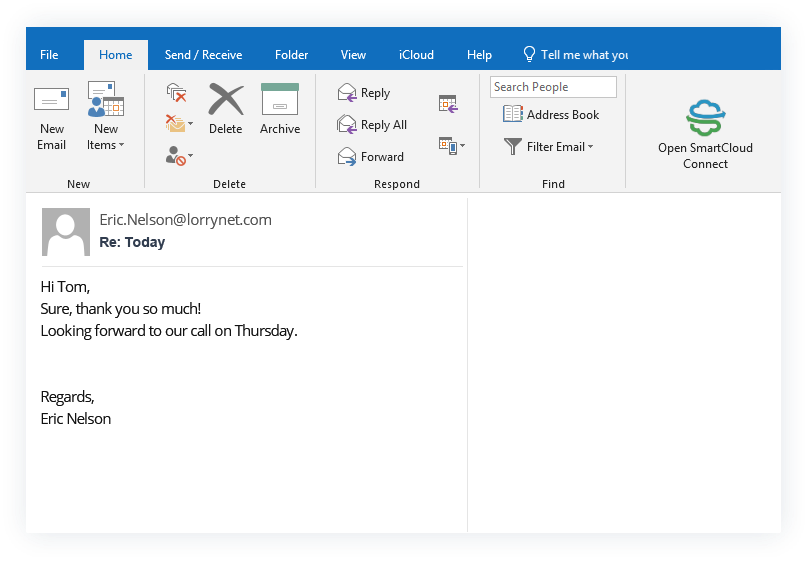 File Home Send / Receive Folder View iCloud Help Tell me what you
New Email
New Items
New
Delete
Archive
Delete
Reply
Reply All
Forward
Respond
Search People
Address Book
Filter Email
Find
Open SmartCloud
Connect
Eric.Nelson@lorrynet.com
Re: Today
Hi Tom,
Sure, thank you so much!
Looking forward to our call on Thursday.
Regards,
Eric Nelson